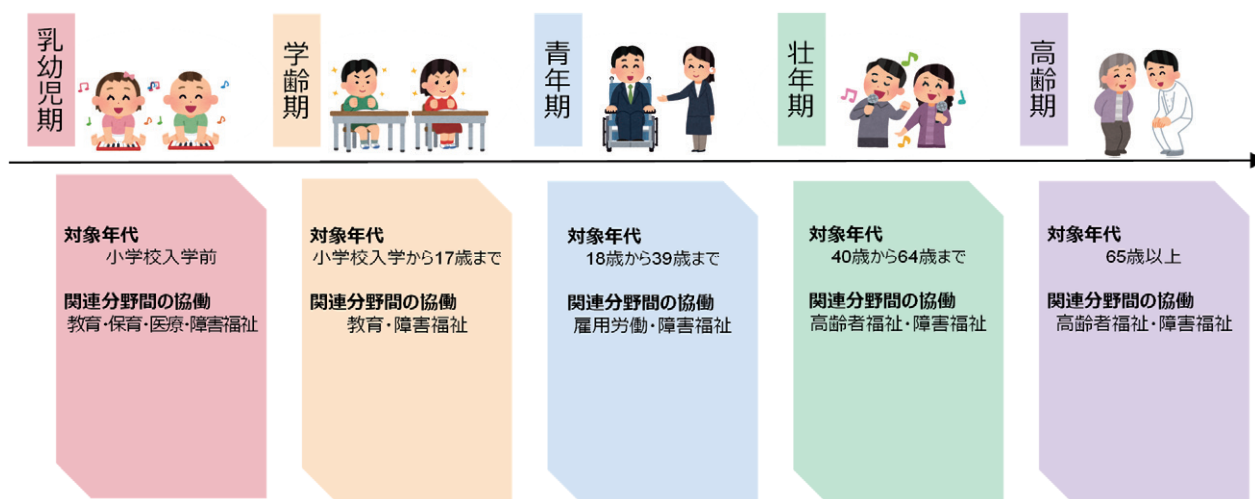 乳幼児期
学齢期
青年期
壮年期
高齢期
対象年代
小学校入学前
関連分野間の協働
教育・保育・医療・障害福祉
対象年代
小学校入学から17歳まで
関連分野間の協働
教育・障害福祉
対象年代
18歳から39歳まで
関連分野間の協働
雇用労働・障害福祉
対象年代
40歳から64歳まで
関連分野間の協働
高齢者福祉・障害福祉
対象年代
65歳以上
関連分野間の協働
高齢者福祉・障害福祉